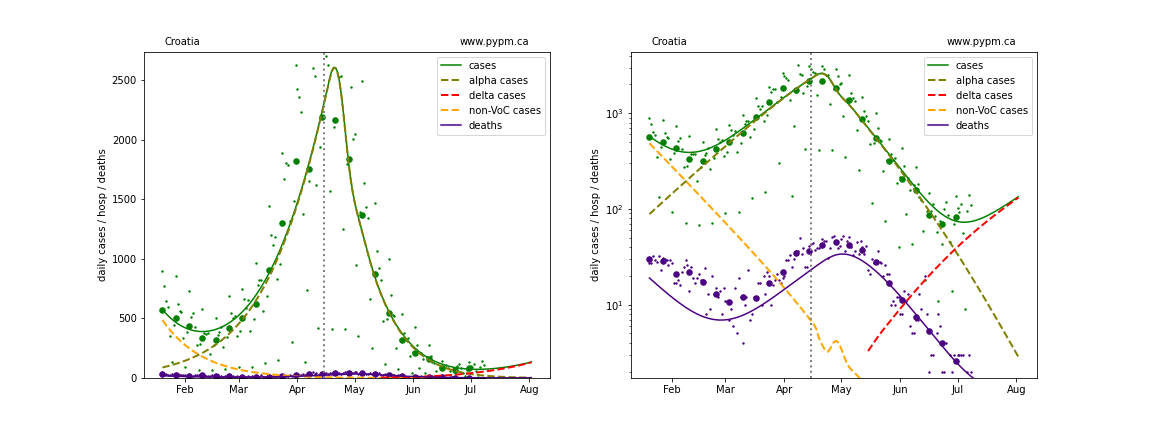 Croatia www.pypm.ca
daily cases / hosp / deaths
2500
2000
1500
1000
500
0
Feb Mar Apr May Jun Jul Aug
cases
alpha cases
delta cases
non-VoC cases
deaths
Croatia www.pypm.ca
daily cases / hosp / deaths
10³
10²
10¹
Feb Mar Apr May Jun Jul Aug
cases
alpha cases
delta cases
non-VoC cases
deaths